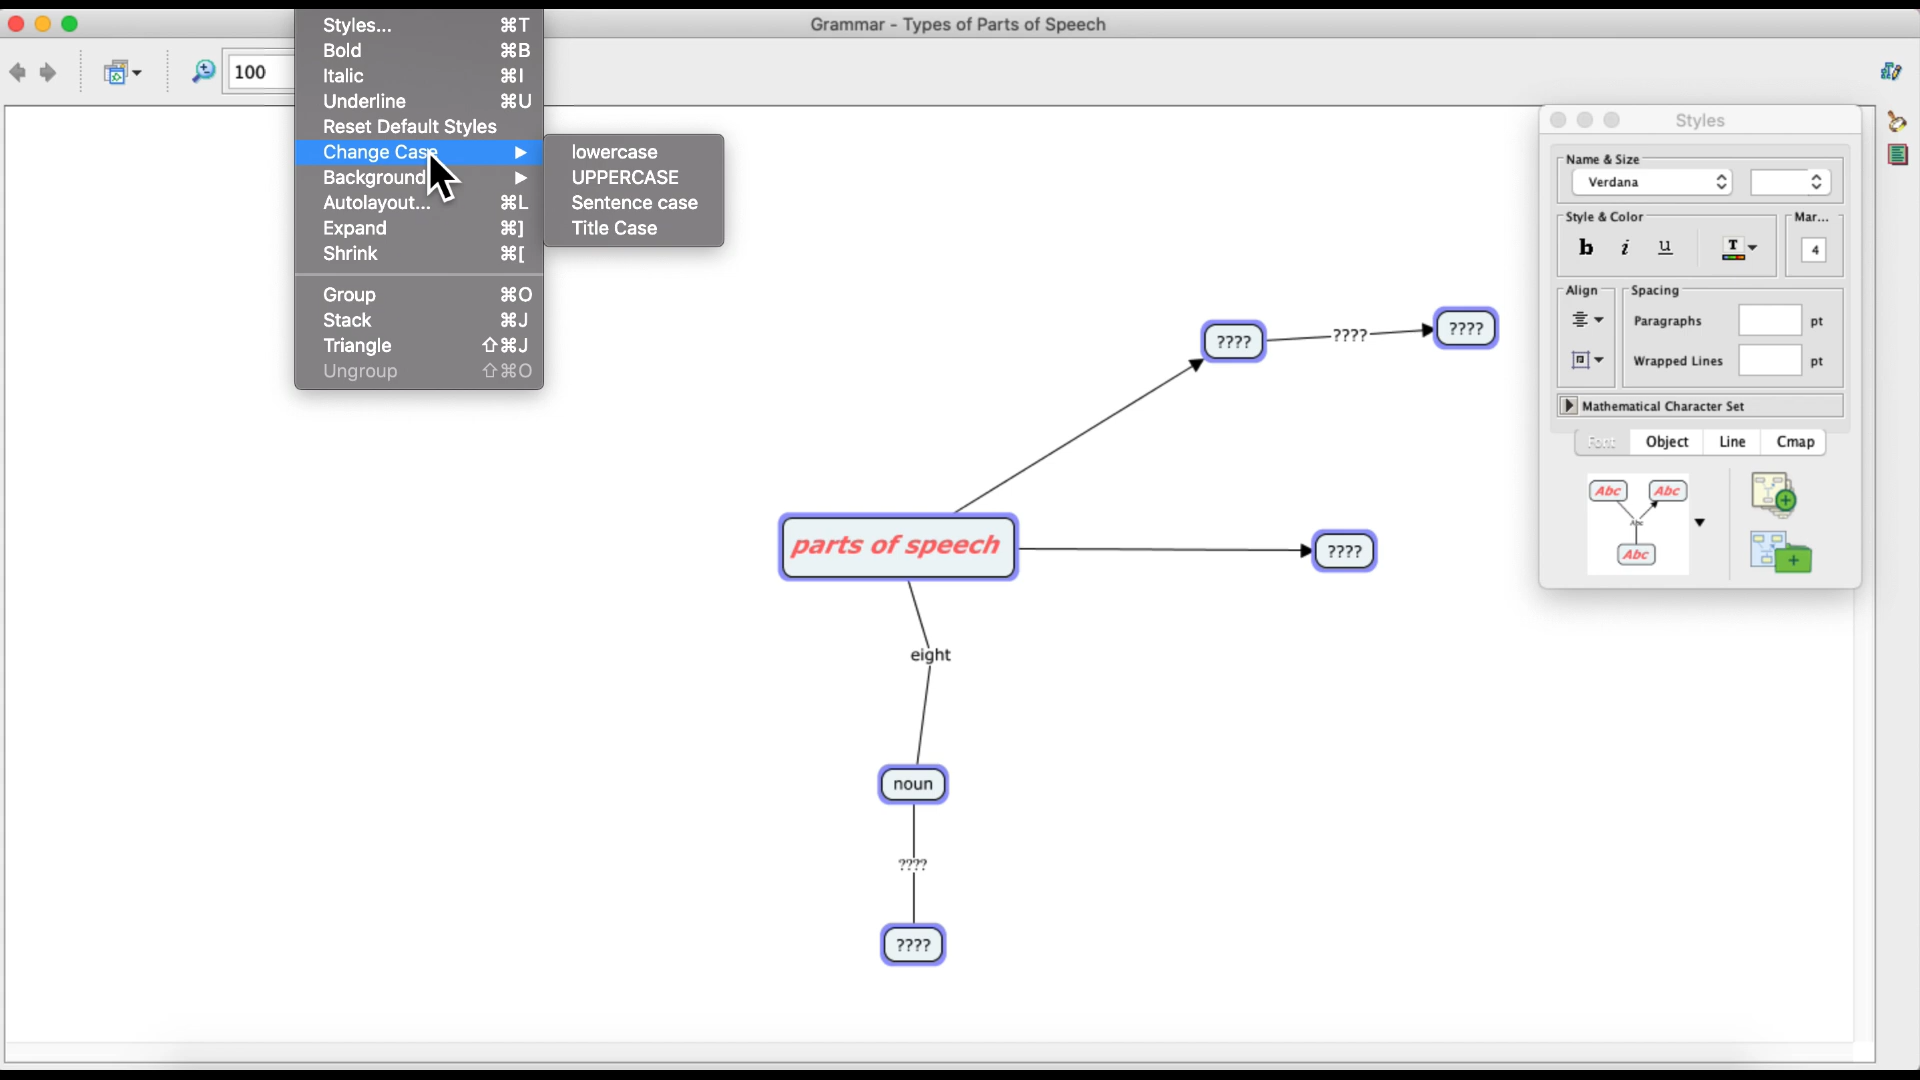 Grammar - Types of Parts of Speech
100
Styles... ⌘T
Bold ⌘B
Italic ⌘I
Underline ⌘U
Reset Default Styles
Change Case ▶
Background ▶
Autolayout... ⌘L
Expand ⌘]
Shrink ⌘[
Group ⌘O
Stack ⌘J
Triangle ⇧⌘J
Ungroup ⇧⌘O
lowercase
UPPERCASE
Sentence case
Title Case
????
????
????
parts of speech
????
eight
noun
????
????
Styles
Name & Size
Verdana
Style & Color
Mar...
b i u T
4
Align
Spacing
Paragraphs pt
Wrapped Lines pt
Mathematical Character Set
Font Object Line Cmap
Abc Abc
Abc
Abc